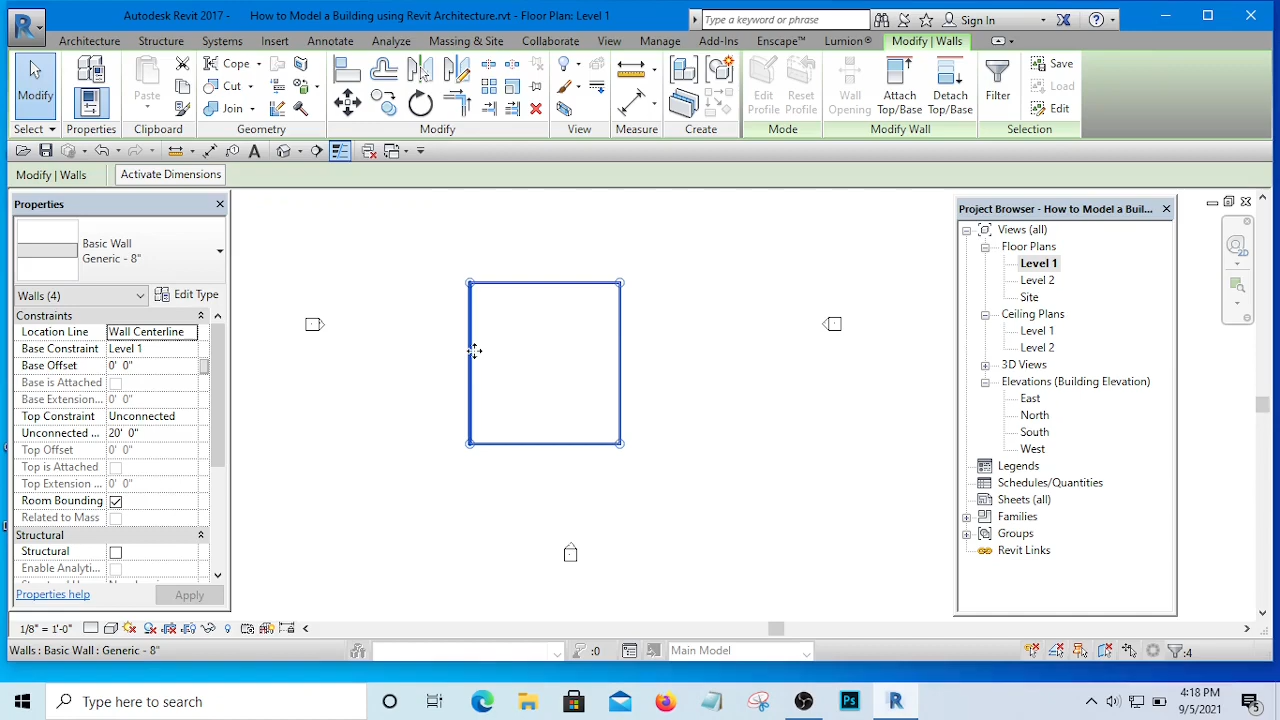 Autodesk Revit 2017 - How to Model a Building using Revit Architecture.rvt - Floor Plan: Level 1
Type a keyword or phrase
Sign In
Architecture Structure Systems Insert Annotate Analyze Massing & Site Collaborate View Manage Add-Ins Enscape™ Lumion® Modify | Walls
Modify
Paste
Cope
Cut
Join
Edit Profile
Reset Profile
Wall Opening
Attach Top/Base
Detach Top/Base
Filter
Save
Load
Edit
Select Properties Clipboard Geometry Modify View Measure Create Mode Modify Wall Selection
Modify | Walls Activate Dimensions
Properties
Basic Wall
Generic - 8"
Walls (4) Edit Type
Constraints
Location Line Wall Centerline
Base Constraint Level 1
Base Offset 0' 0"
Base is Attached
Base Extension... 0' 0"
Top Constraint Unconnected
Unconnected ... 20' 0"
Top Offset 0' 0"
Top is Attached
Top Extension ... 0' 0"
Room Bounding
Related to Mass
Structural
Structural
Enable Analyti...
Properties help Apply
Project Browser - How to Model a Buil...
Views (all)
Floor Plans
Level 1
Level 2
Site
Ceiling Plans
Level 1
Level 2
3D Views
Elevations (Building Elevation)
East
North
South
West
Legends
Schedules/Quantities
Sheets (all)
Families
Groups
Revit Links
2D
1/8" = 1'-0"
Walls : Basic Wall : Generic - 8" :0 Main Model :4
Type here to search
4:18 PM
9/5/2021
5